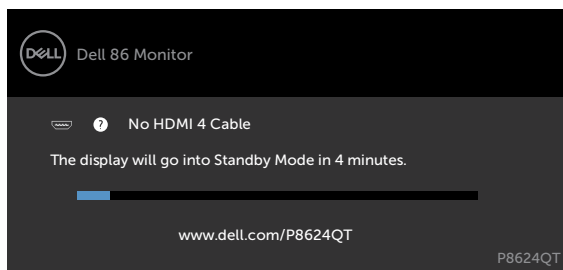 DELL
Dell 86 Monitor
? No HDMI 4 Cable
The display will go into Standby Mode in 4 minutes.
www.dell.com/P8624QT
P8624QT